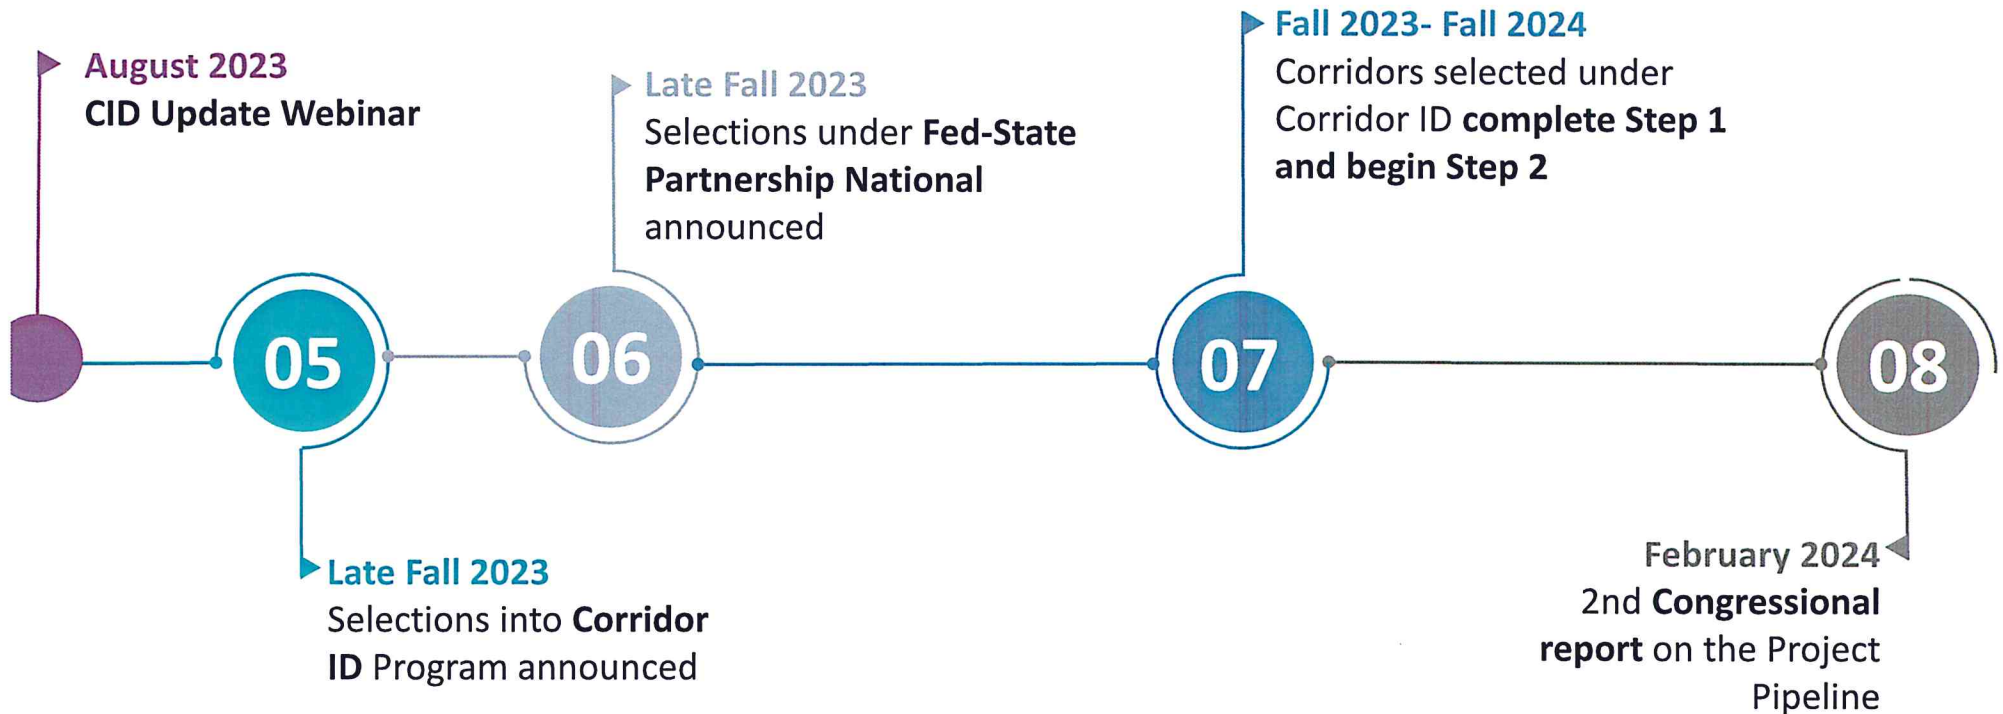 August 2023
CID Update Webinar
05
Late Fall 2023
Selections into Corridor
ID Program announced
Late Fall 2023
Selections under Fed-State
Partnership National
announced
06
Fall 2023- Fall 2024
Corridors selected under
Corridor ID complete Step 1
and begin Step 2
07
08
February 2024
2nd Congressional
report on the Project
Pipeline